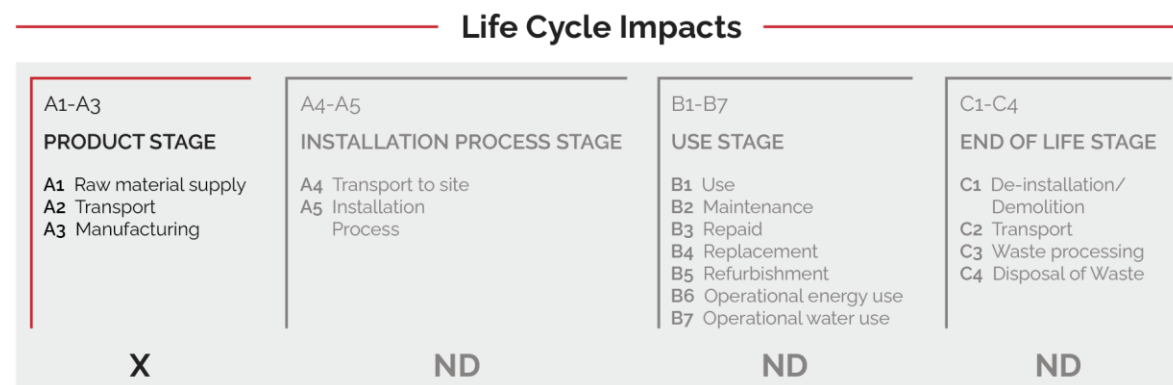 Life Cycle Impacts
A1-A3
PRODUCT STAGE
A1 Raw material supply
A2 Transport
A3 Manufacturing
X
A4-A5
INSTALLATION PROCESS STAGE
A4 Transport to site
A5 Installation
Process
ND
B1-B7
USE STAGE
B1 Use
B2 Maintenance
B3 Repaid
B4 Replacement
B5 Refurbishment
B6 Operational energy use
B7 Operational water use
ND
C1-C4
END OF LIFE STAGE
C1 De-installation/
Demolition
C2 Transport
C3 Waste processing
C4 Disposal of Waste
ND